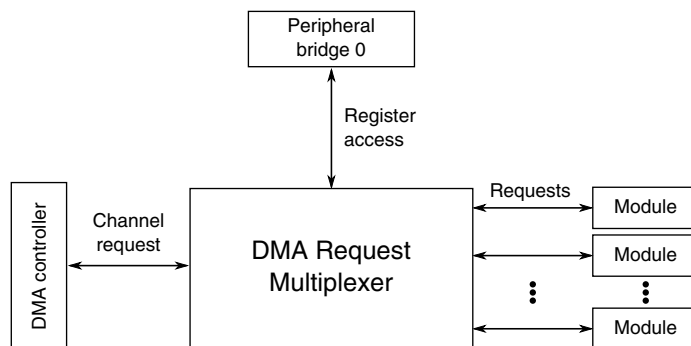 Peripheral
bridge 0
Register
access
DMA controller
Channel
request
DMA Request
Multiplexer
Requests
Module
Module
Module